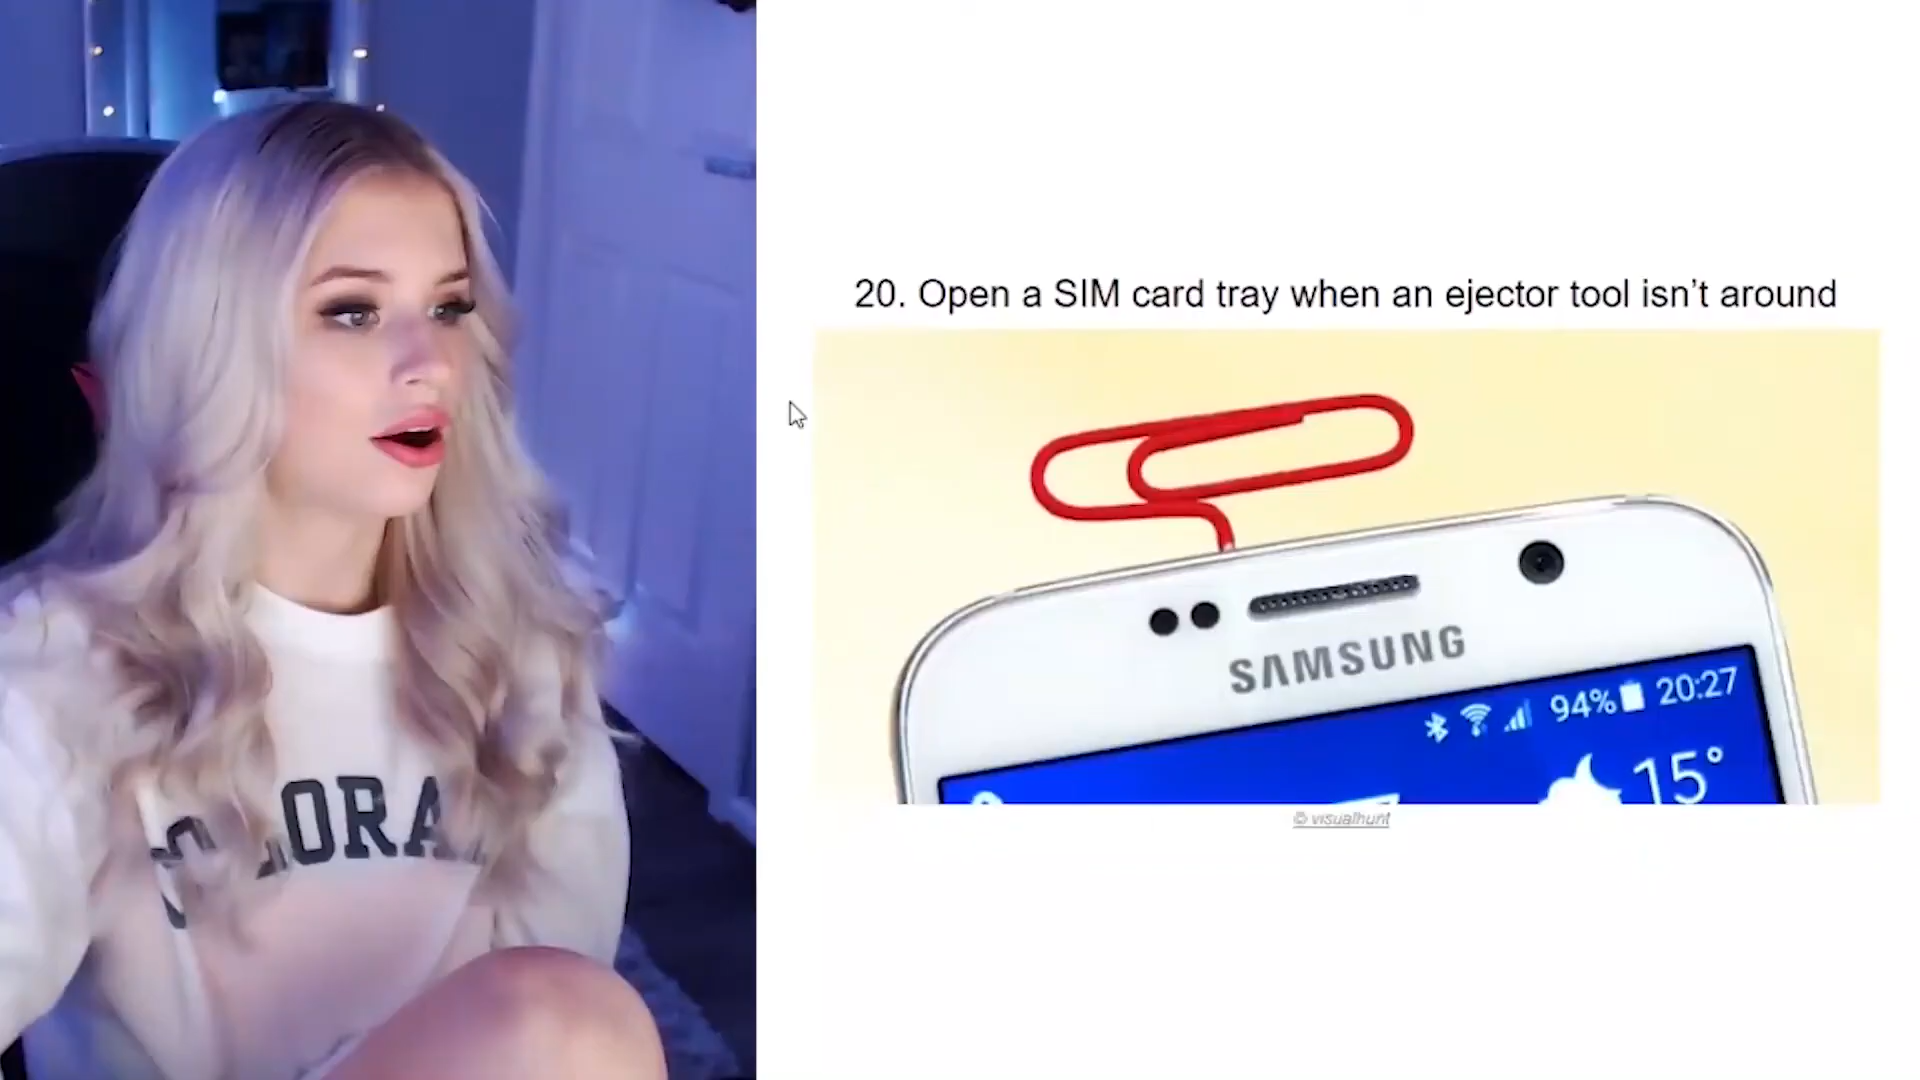 20. Open a SIM card tray when an ejector tool isn't around
SAMSUNG
94% 20:27
15°
© visualhunt